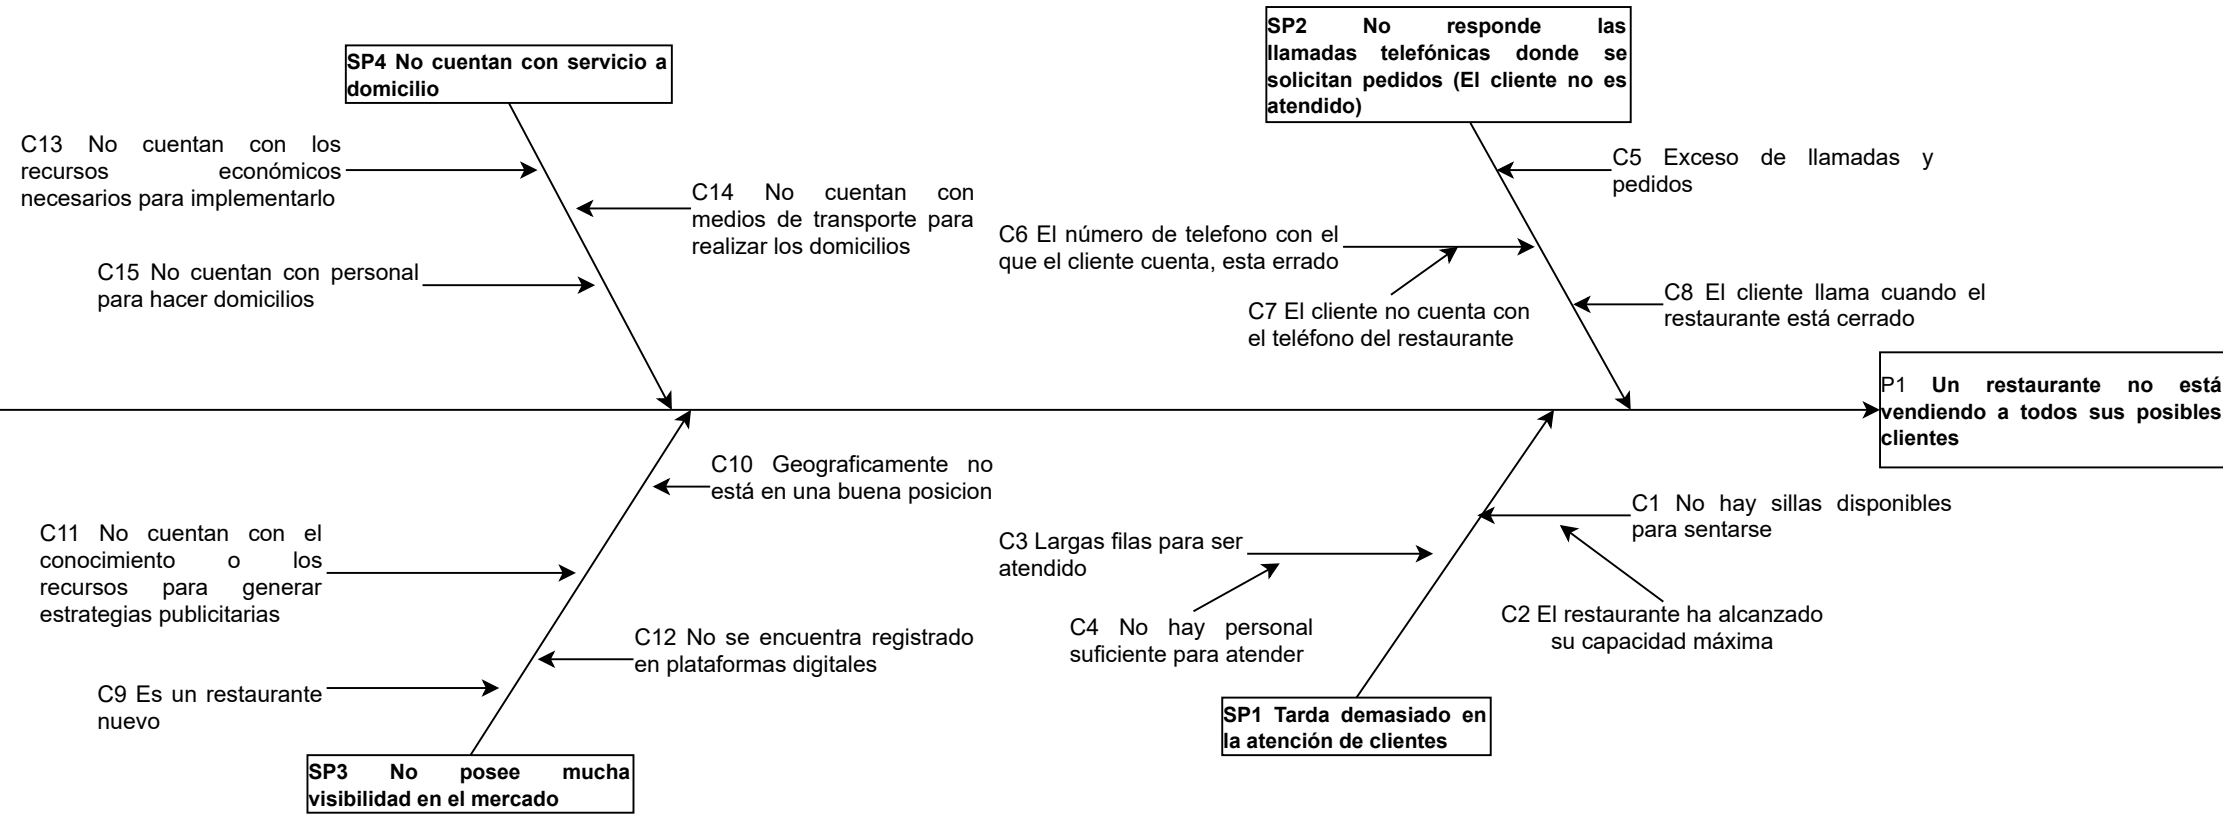 SP4 No cuentan con servicio a
domicilio
C13 No cuentan con los
recursos económicos
necesarios para implementarlo
C14 No cuentan con
medios de transporte para
realizar los domicilios
C15 No cuentan con personal
para hacer domicilios
SP2 No responde las
llamadas telefónicas donde se
solicitan pedidos (El cliente no es
atendido)
C5 Exceso de llamadas y
pedidos
C6 El número de telefono con el
que el cliente cuenta, esta errado
C7 El cliente no cuenta con
el teléfono del restaurante
C8 El cliente llama cuando el
restaurante está cerrado
P1 Un restaurante no está
vendiendo a todos sus posibles
clientes
C10 Geograficamente no
está en una buena posicion
C11 No cuentan con el
conocimiento o los
recursos para generar
estrategias publicitarias
C12 No se encuentra registrado
en plataformas digitales
C9 Es un restaurante
nuevo
SP3 No posee mucha
visibilidad en el mercado
C1 No hay sillas disponibles
para sentarse
C3 Largas filas para ser
atendido
C2 El restaurante ha alcanzado
su capacidad máxima
C4 No hay personal
suficiente para atender
SP1 Tarda demasiado en
la atención de clientes